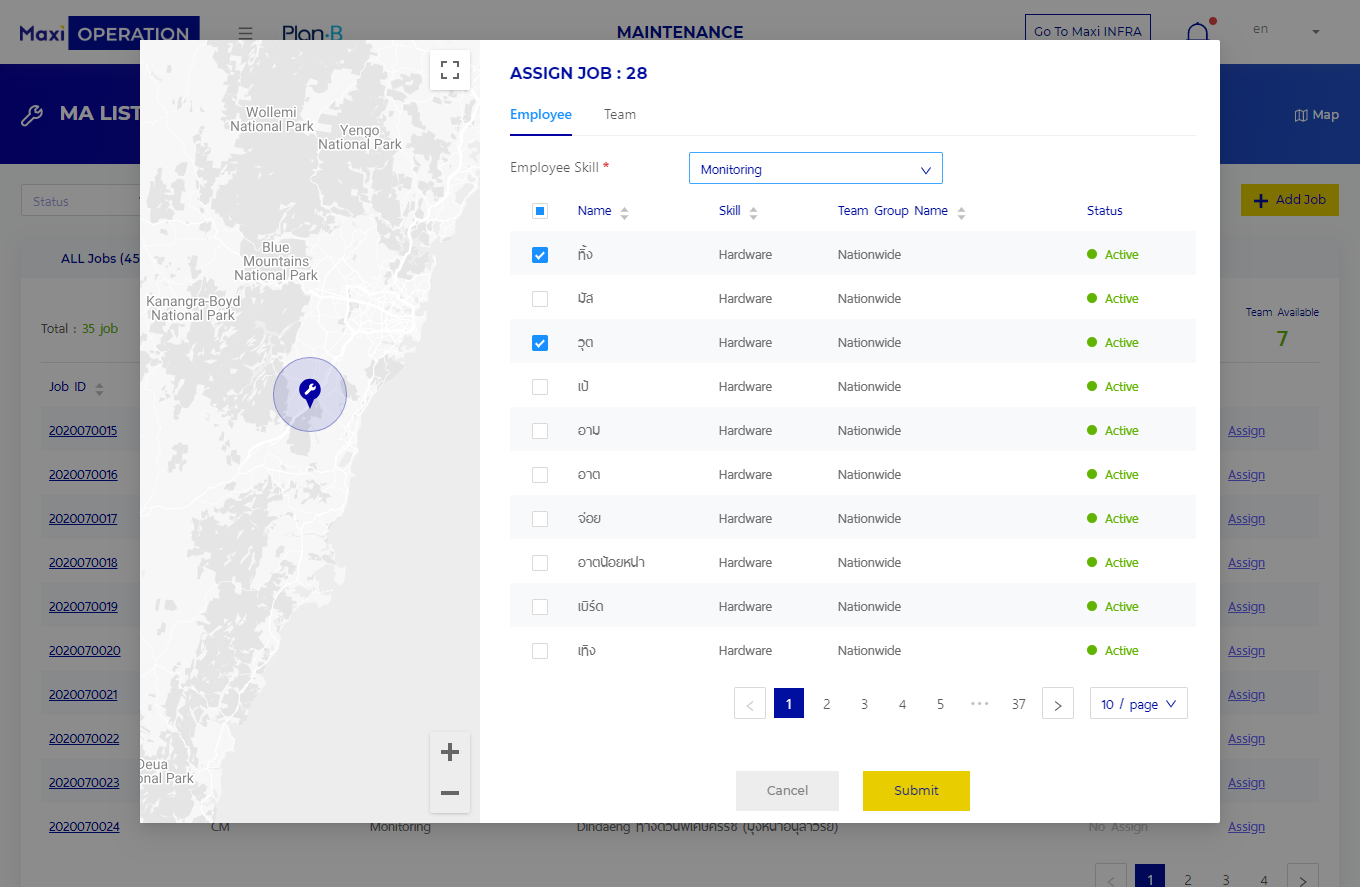 Maxi OPERATION
Plan B
MAINTENANCE
Go To Maxi INFRA
en
MA LIST
Map
Status
Add Job
ALL Jobs (45
Total : 35 job
Team Available
7
Job ID
2020070015 Assign
2020070016 Assign
2020070017 Assign
2020070018 Assign
2020070019 Assign
2020070020 Assign
2020070021 Assign
2020070022 Assign
2020070023 Assign
2020070024 CM Monitoring No Assign Assign
1 2 3 4
Wollemi
National Park
Yengo
National Park
Blue
Mountains
National Park
Kanangra-Boyd
National Park
Deua
onal Park
ASSIGN JOB : 28
Employee Team
Employee Skill * Monitoring
Name Skill Team Group Name Status
ทิ้ง Hardware Nationwide Active
มัส Hardware Nationwide Active
วุต Hardware Nationwide Active
เป้ Hardware Nationwide Active
อาม Hardware Nationwide Active
อาต Hardware Nationwide Active
จ่อย Hardware Nationwide Active
อาตน้อยหน่า Hardware Nationwide Active
เบิร์ด Hardware Nationwide Active
เทิง Hardware Nationwide Active
< 1 2 3 4 5 ••• 37 > 10 / page
Cancel Submit